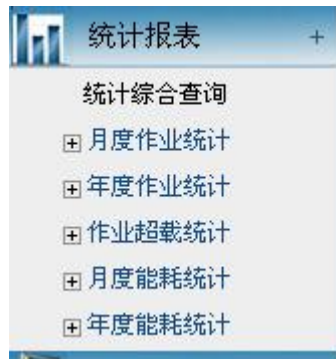 统计报表 +
统计综合查询
月度作业统计
年度作业统计
作业超载统计
月度能耗统计
年度能耗统计